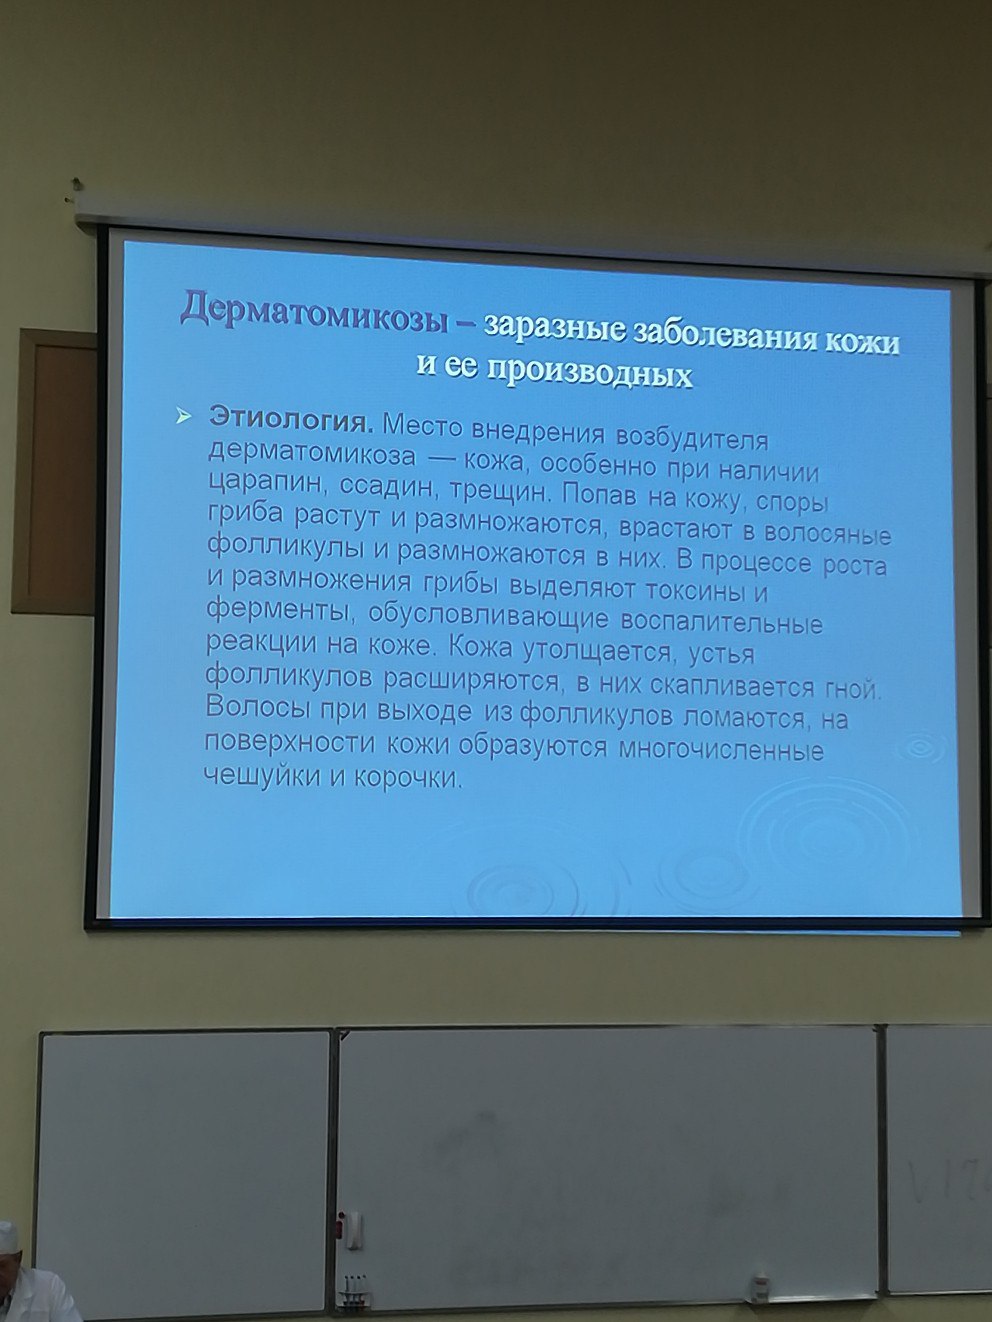 Дерматомикозы – заразные заболевания кожи
и ее производных
Этиология. Место внедрения возбудителя
дерматомикоза — кожа, особенно при наличии
царапин, ссадин, трещин. Попав на кожу, споры
гриба растут и размножаются, врастают в волосяные
фолликулы и размножаются в них. В процессе роста
и размножения грибы выделяют токсины и
ферменты, обусловливающие воспалительные
реакции на коже. Кожа утолщается, устья
фолликулов расширяются, в них скапливается гной.
Волосы при выходе из фолликулов ломаются, на
поверхности кожи образуются многочисленные
чешуйки и корочки.